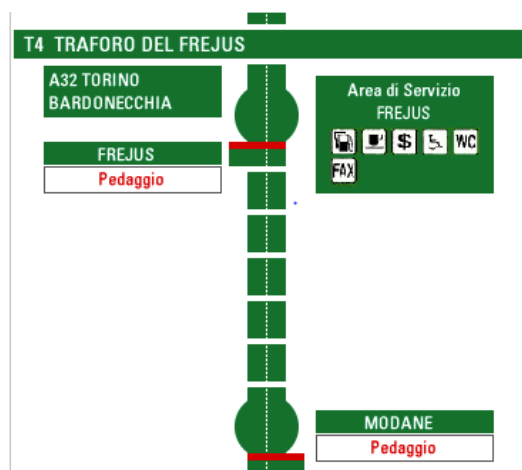 T4 TRAFORO DEL FREJUS
A32 TORINO
BARDONECCHIA
Area di Servizio
FREJUS
$ WC
FAX
FREJUS
Pedaggio
MODANE
Pedaggio